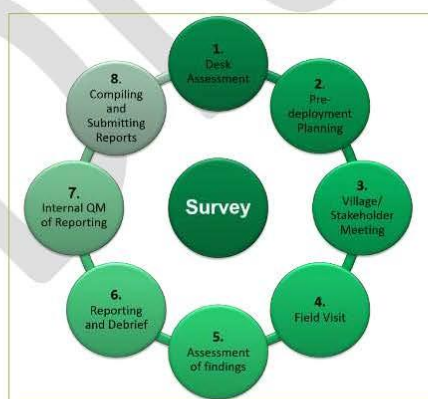 1.
Desk
Assessment
2.
Pre-
deployment
Planning
3.
Village/
Stakeholder
Meeting
4.
Field Visit
5.
Assessment
of findings
6.
Reporting
and Debrief
7.
Internal QM
of Reporting
8.
Compiling
and
Submitting
Reports
Survey